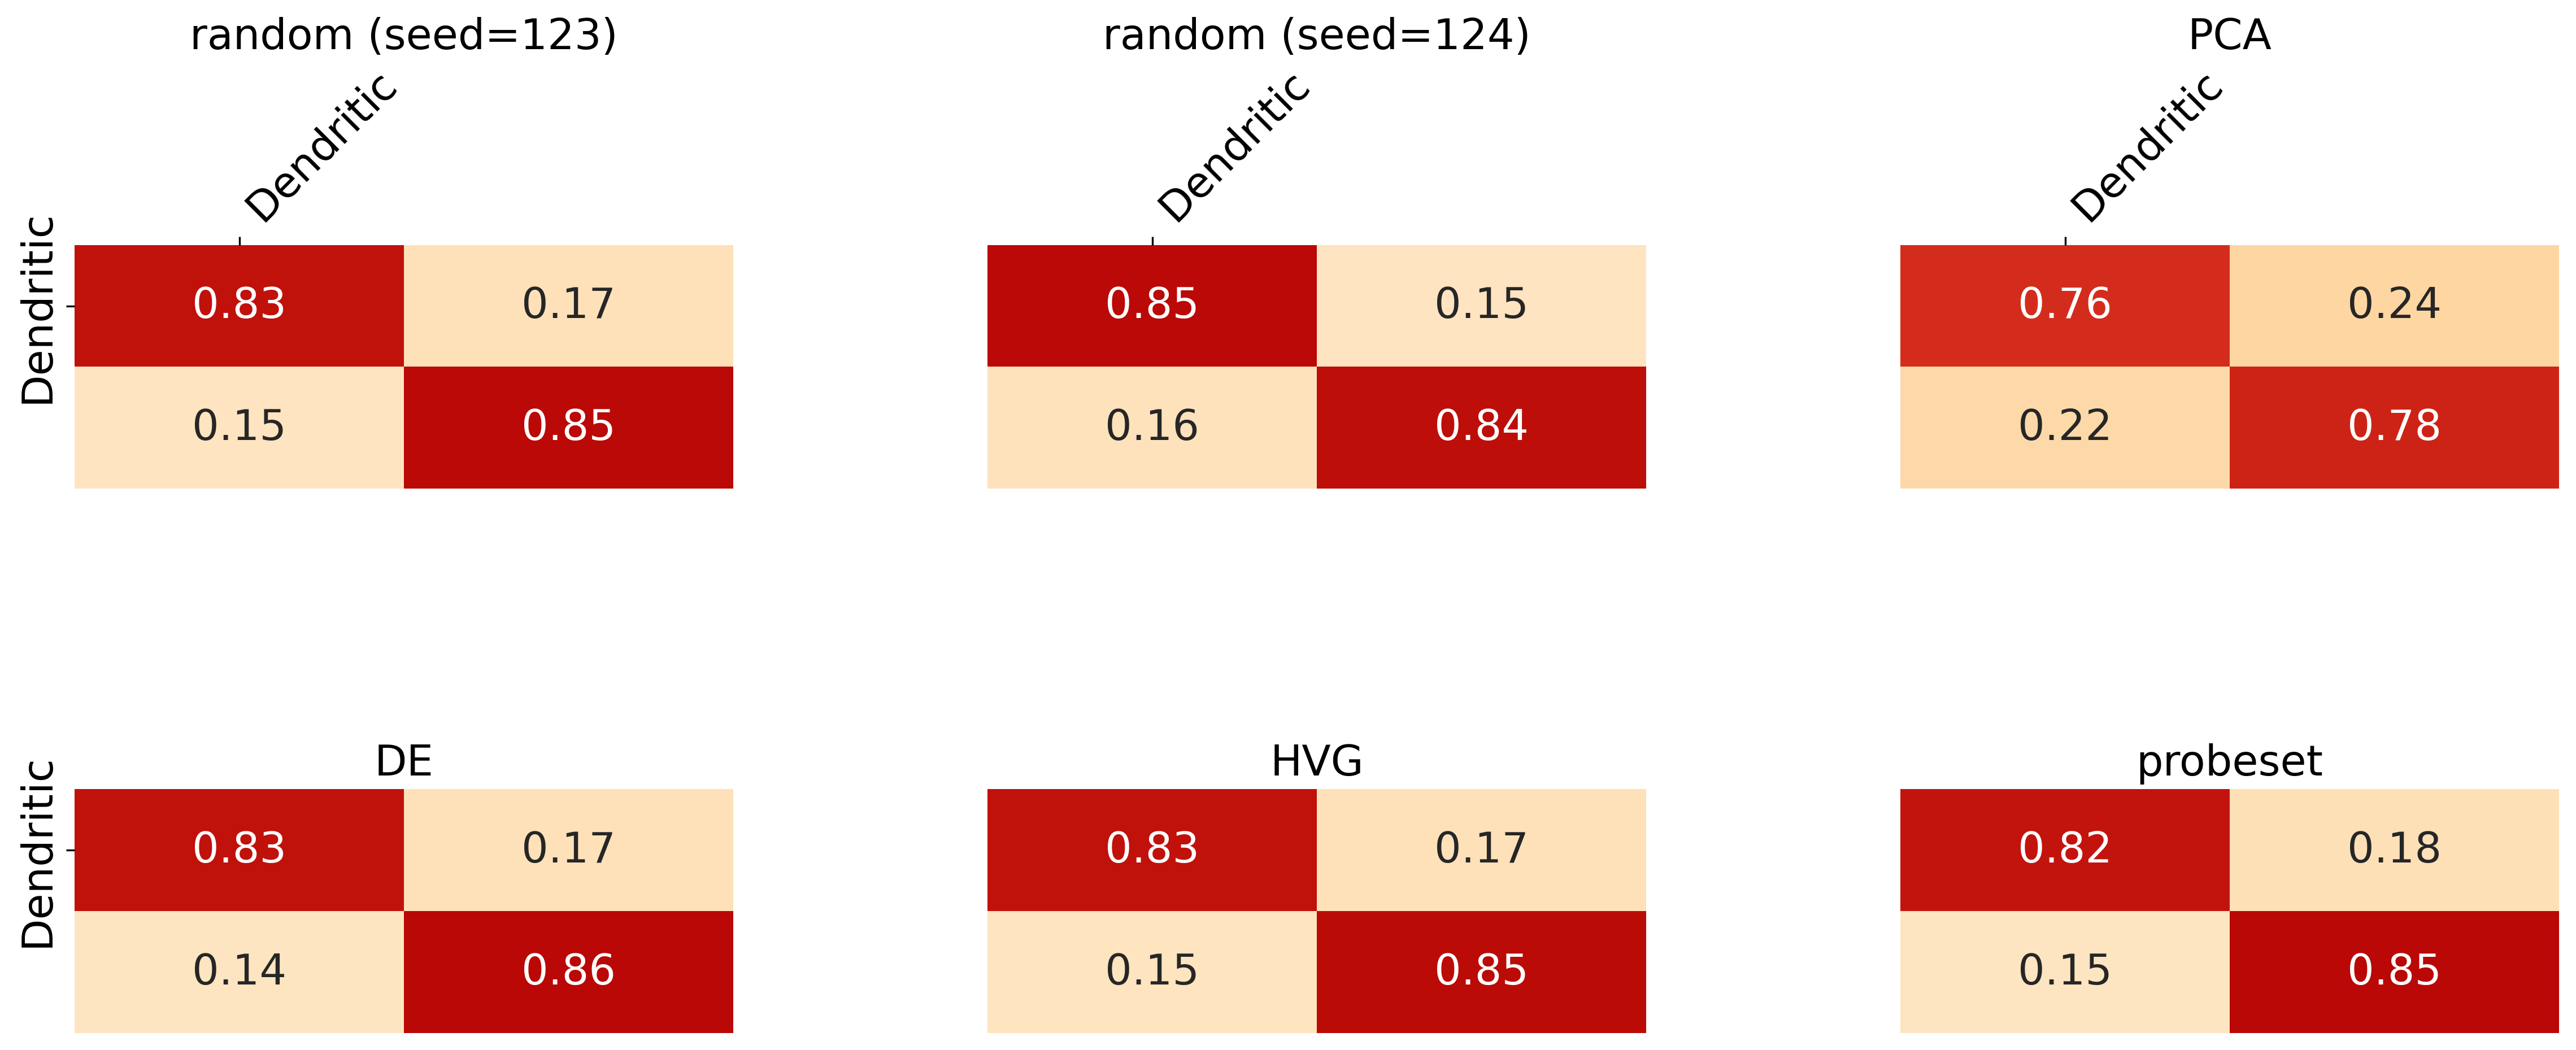 random (seed=123)
random (seed=124)
PCA
Dendritic
Dendritic
Dendritic
Dendritic
0.83 0.17
0.85 0.15
0.76 0.24
0.15 0.85
0.16 0.84
0.22 0.78
DE
HVG
probeset
Dendritic
0.83 0.17
0.83 0.17
0.82 0.18
0.14 0.86
0.15 0.85
0.15 0.85